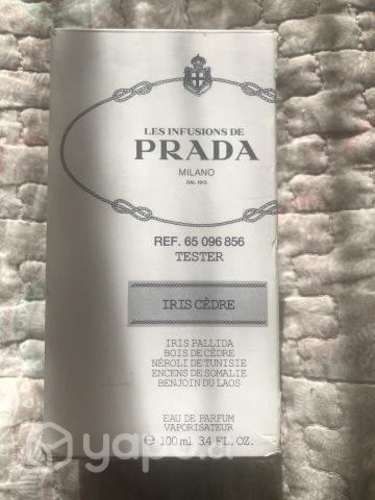 LES INFUSIONS DE
PRADA
MILANO
DAL 1913
REF. 65 096 856
TESTER
IRIS CÈDRE
IRIS PALLIDA
BOIS DE CÈDRE
NÉROLI DE TUNISIE
ENCENS DE SOMALIE
BENJOIN DU LAOS
EAU DE PARFUM
VAPORISATEUR
℮ 100 ml 3.4 FL. OZ.